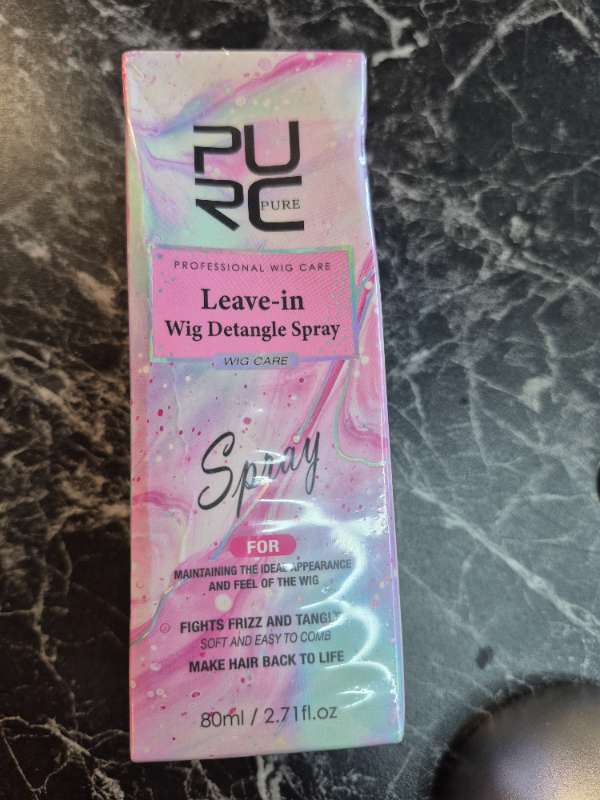 PURC
PURE
PROFESSIONAL WIG CARE
Leave-in
Wig Detangle Spray
WIG CARE
Spray
FOR
MAINTAINING THE IDEAL APPEARANCE
AND FEEL OF THE WIG
FIGHTS FRIZZ AND
SOFT AND EASY TO COMB
MAKE HAIR BACK TO LIFE
80ml / 2.71fl.oz